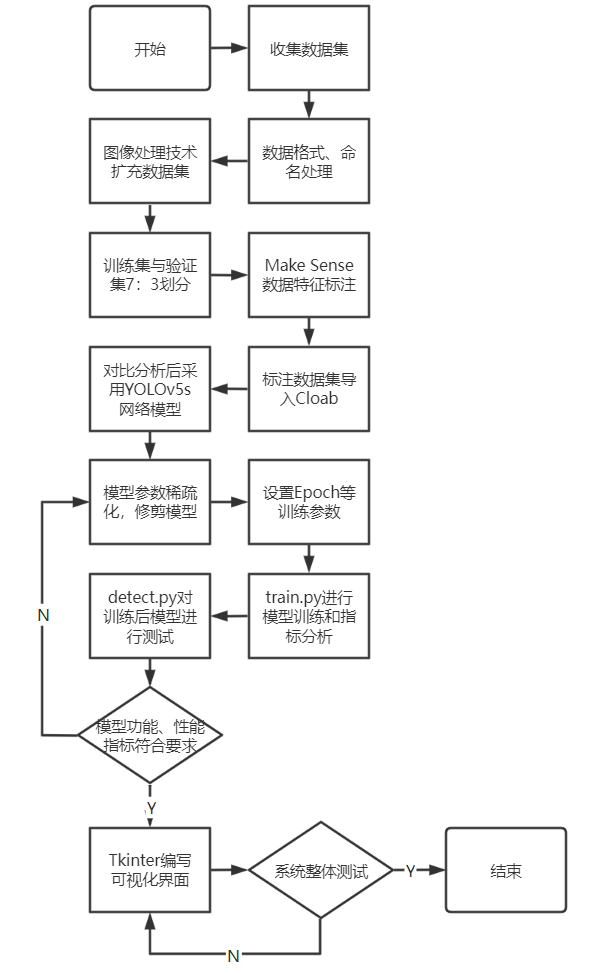 开始
收集数据集
数据格式、命
名处理
图像处理技术
扩充数据集
训练集与验证
集7：3划分
Make Sense
数据特征标注
标注数据集导
入Cloab
对比分析后采
用YOLOv5s
网络模型
模型参数稀疏
化，修剪模型
设置Epoch等
训练参数
train.py进行
模型训练和指
标分析
detect.py对
训练后模型进
行测试
模型功能、性能
指标符合要求
N
Y
Tkinter编写
可视化界面
系统整体测试
Y
结束
N